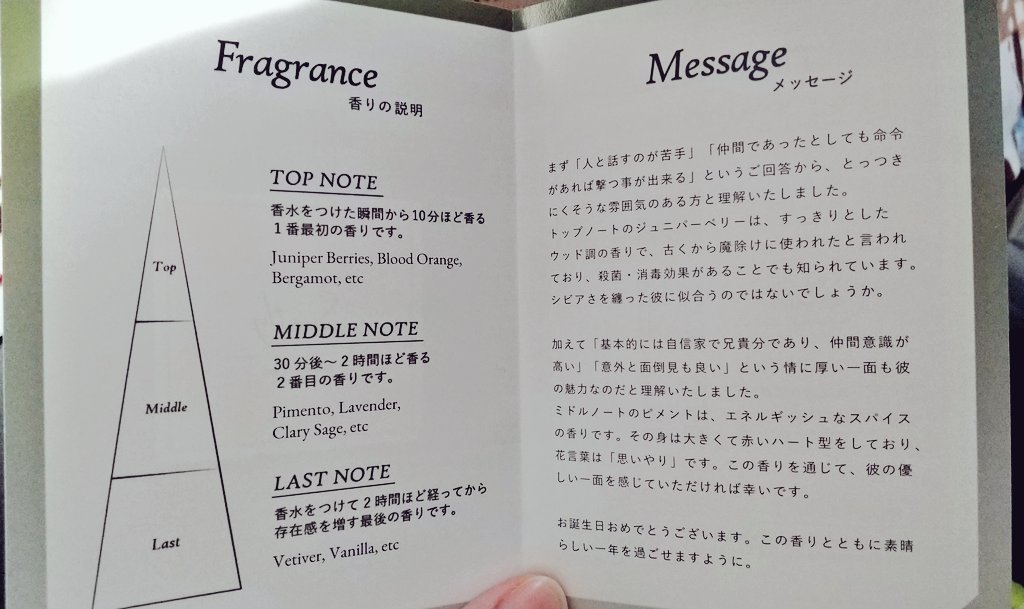 Fragrance
香りの説明
Top
Middle
Last
TOP NOTE
香水をつけた瞬間から10分ほど香る
1番最初の香りです。
Juniper Berries, Blood Orange,
Bergamot, etc
MIDDLE NOTE
30分後〜2時間ほど香る
2番目の香りです。
Pimento, Lavender,
Clary Sage, etc
LAST NOTE
香水をつけて2時間ほど経ってから
存在感を増す最後の香りです。
Vetiver, Vanilla, etc
Message
メッセージ
まず「人と話すのが苦手」「仲間であったとしても命令
があれば撃つ事が出来る」というご回答から、とっつき
にくそうな雰囲気のある方と理解いたしました。
トップノートのジュニパーベリーは、すっきりとした
ウッド調の香りで、古くから魔除けに使われたと言われ
ており、殺菌・消毒効果があることでも知られています。
シビアさを纏った彼に似合うのではないでしょうか。
加えて「基本的には自信家で兄貴分であり、仲間意識が
高い」「意外と面倒見も良い」という情に厚い一面も彼
の魅力なのだと理解いたしました。
ミドルノートのピメントは、エネルギッシュなスパイス
の香りです。その身は大きくて赤いハート型をしており、
花言葉は「思いやり」です。この香りを通じて、彼の優
しい一面を感じていただければ幸いです。
お誕生日おめでとうございます。この香りとともに素晴
らしい一年を過ごせますように。